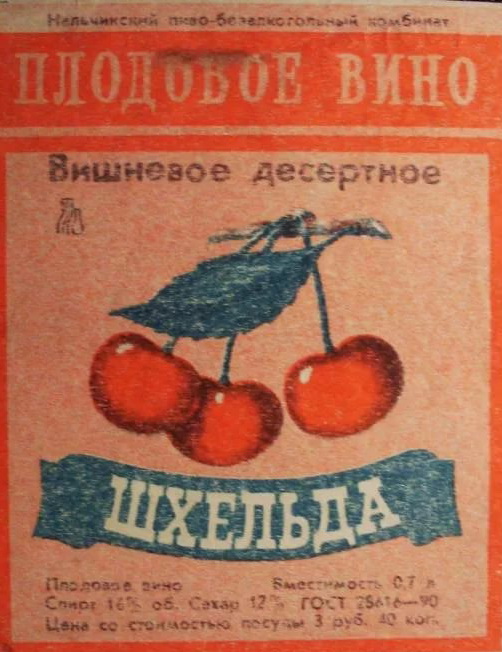 Нальчикский пиво-безалкогольный комбинат
ПЛОДОВОЕ ВИНО
Вишневое десертное
ШХЕЛЬДА
Плодовое вино Вместимость 0,7 л
Спирт 16% об. Сахар 12% ГОСТ 28616—90
Цена со стоимостью посуды 3 руб. 40 коп.